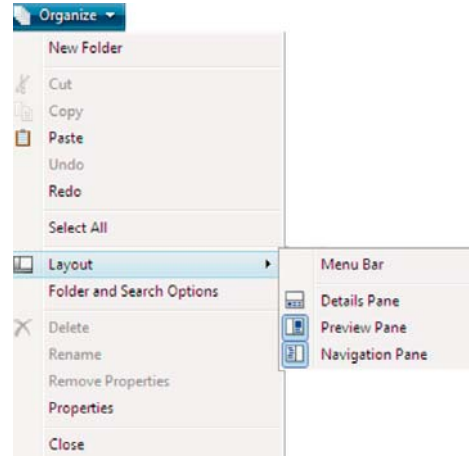 Organize
New Folder
Cut
Copy
Paste
Undo
Redo
Select All
Layout
Menu Bar
Folder and Search Options
Details Pane
Delete
Preview Pane
Rename
Navigation Pane
Remove Properties
Properties
Close